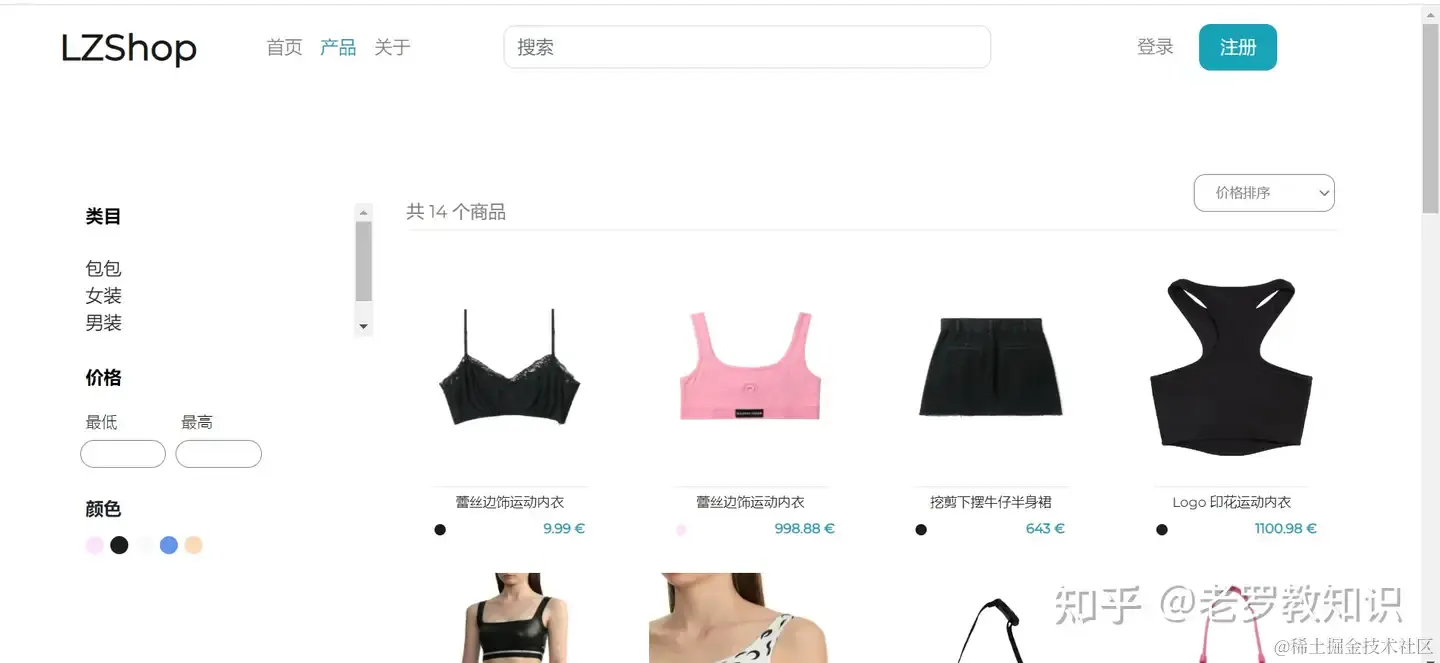 LZShop 首页 产品 关于 搜索 登录 注册
价格排序
类目
共 14 个商品
包包
女装
男装
价格
最低 最高
颜色
蕾丝边饰运动内衣 蕾丝边饰运动内衣 挖剪下摆牛仔半身裙 Logo 印花运动内衣
9.99 € 998.88 € 643 € 1100.98 €
知乎 @老罗教知识
@稀土掘金技术社区